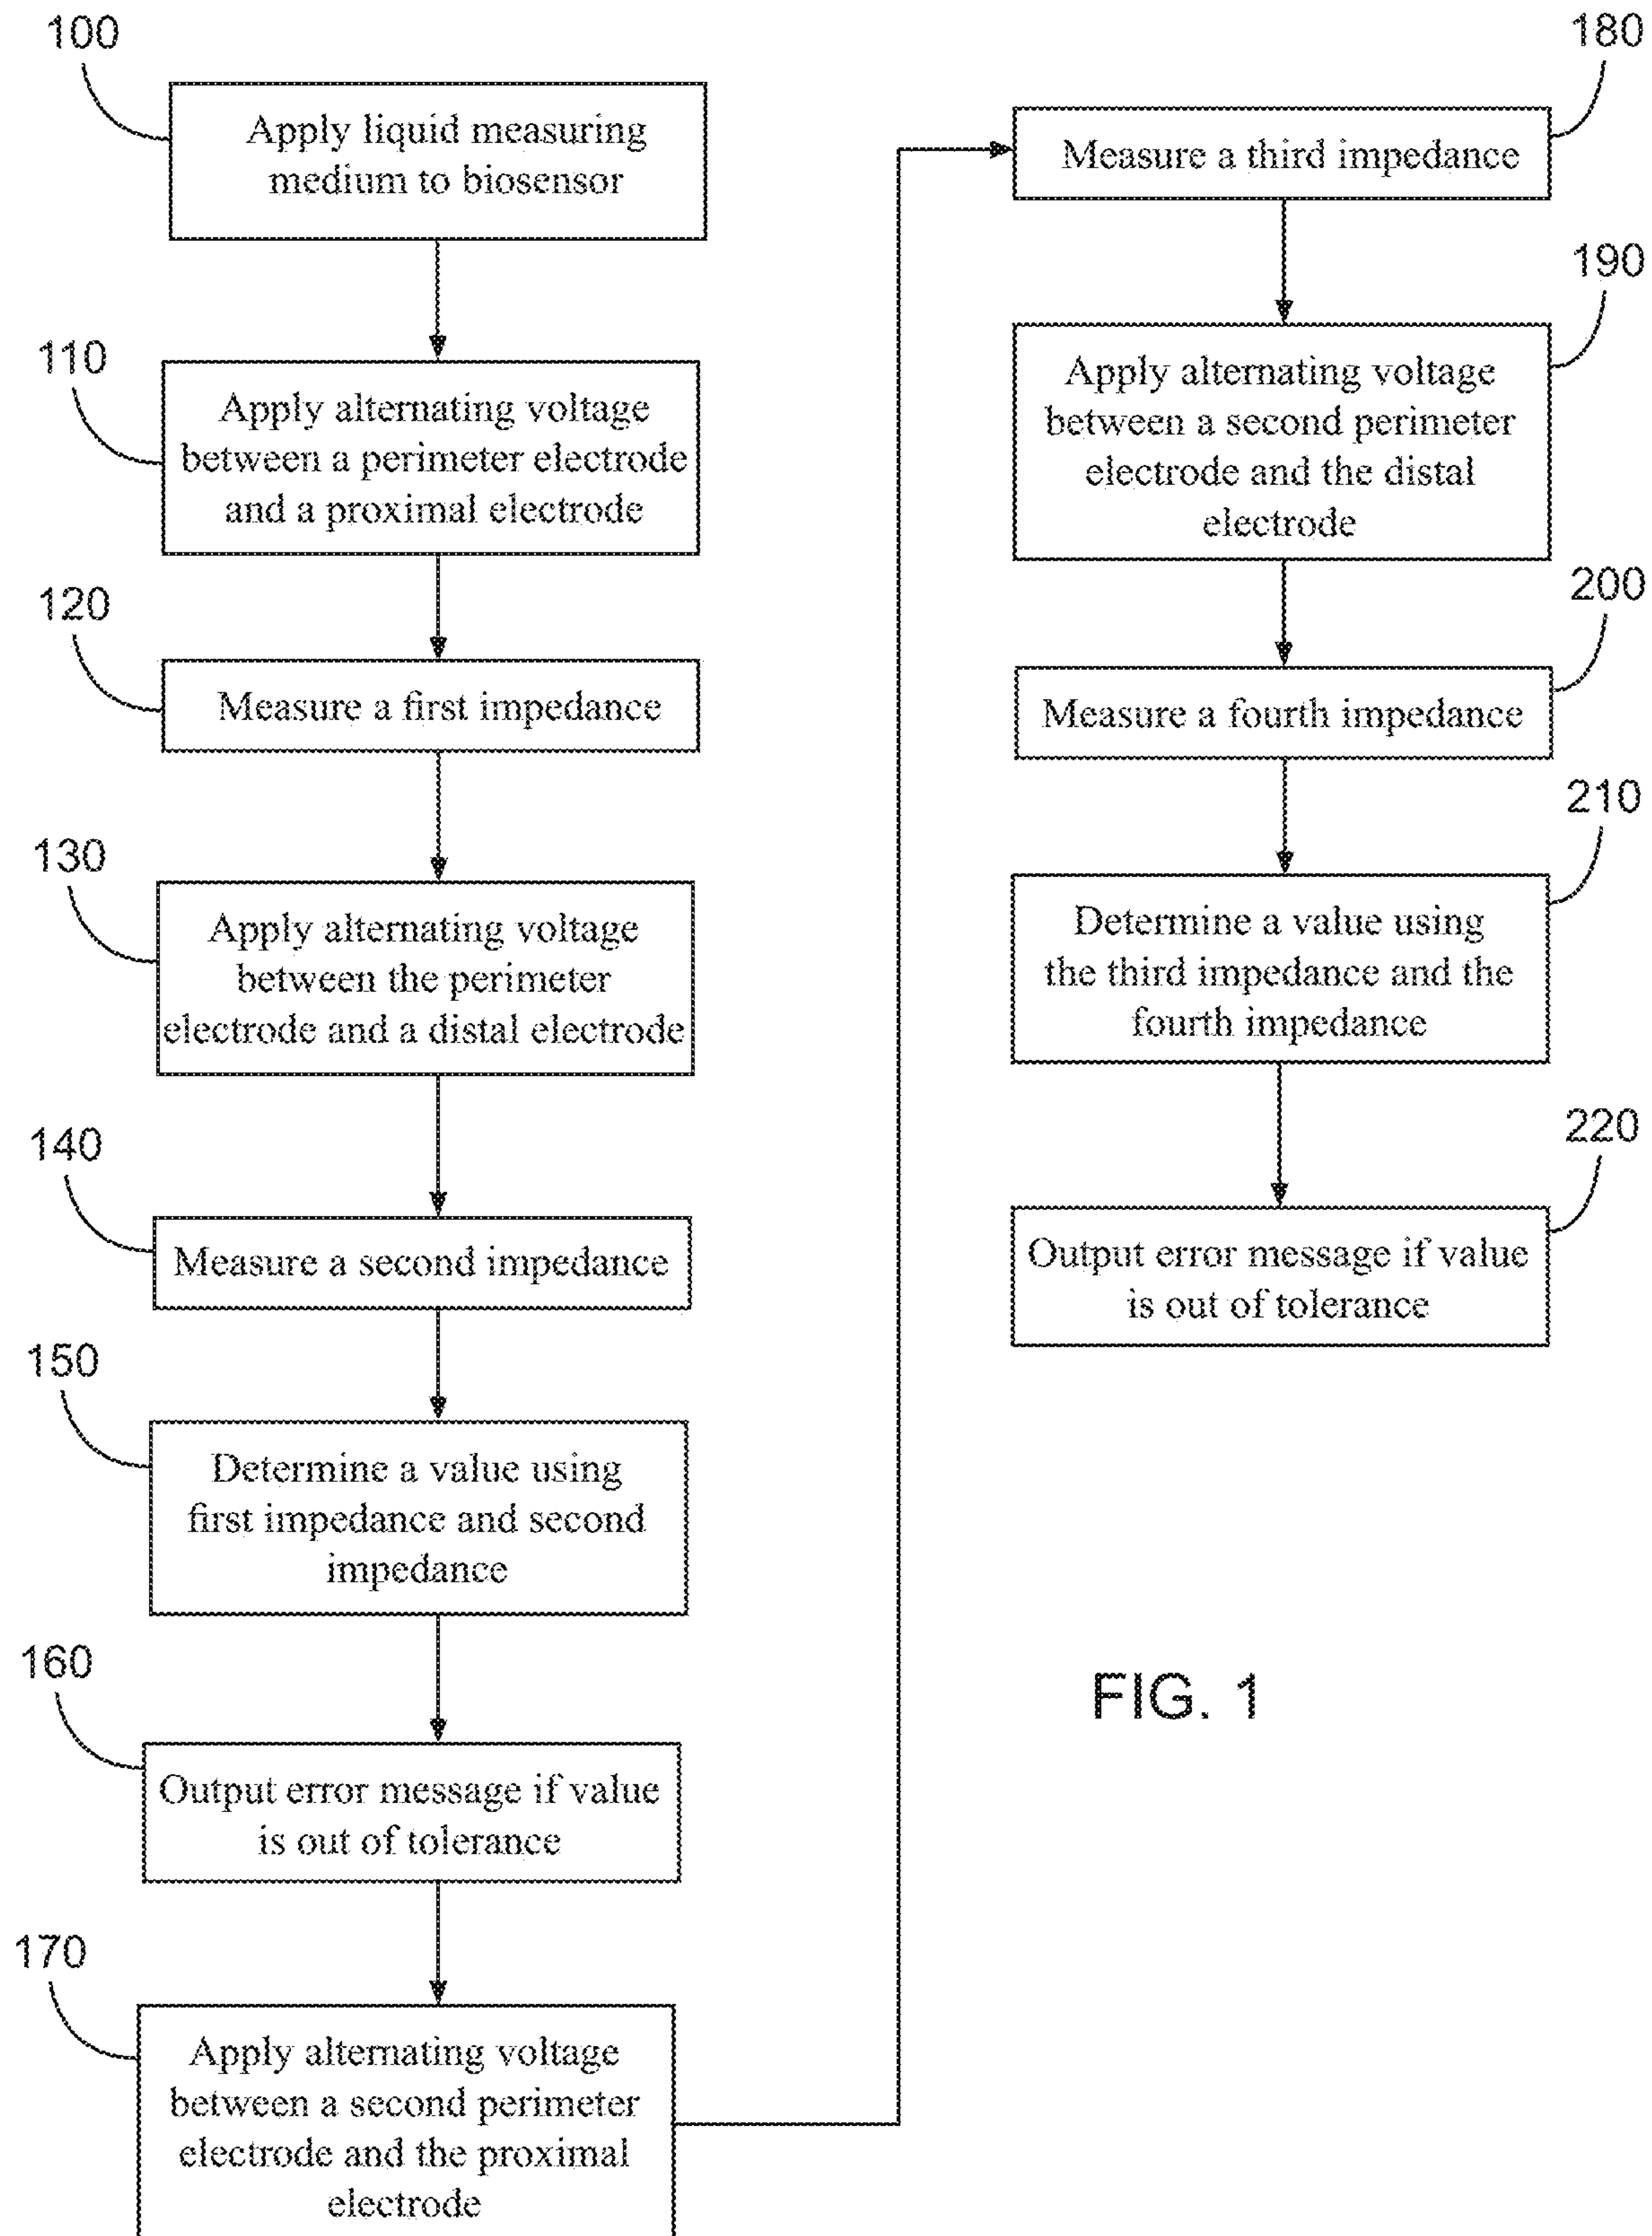 100
Apply liquid measuring
medium to biosensor
110
Apply alternating voltage
between a perimeter electrode
and a proximal electrode
120
Measure a first impedance
130
Apply alternating voltage
between the perimeter
electrode and a distal electrode
140
Measure a second impedance
150
Determine a value using
first impedance and second
impedance
160
Output error message if value
is out of tolerance
170
Apply alternating voltage
between a second perimeter
electrode and the proximal
electrode
180
Measure a third impedance
190
Apply alternating voltage
between a second perimeter
electrode and the distal
electrode
200
Measure a fourth impedance
210
Determine a value using
the third impedance and the
fourth impedance
220
Output error message if value
is out of tolerance
FIG. 1